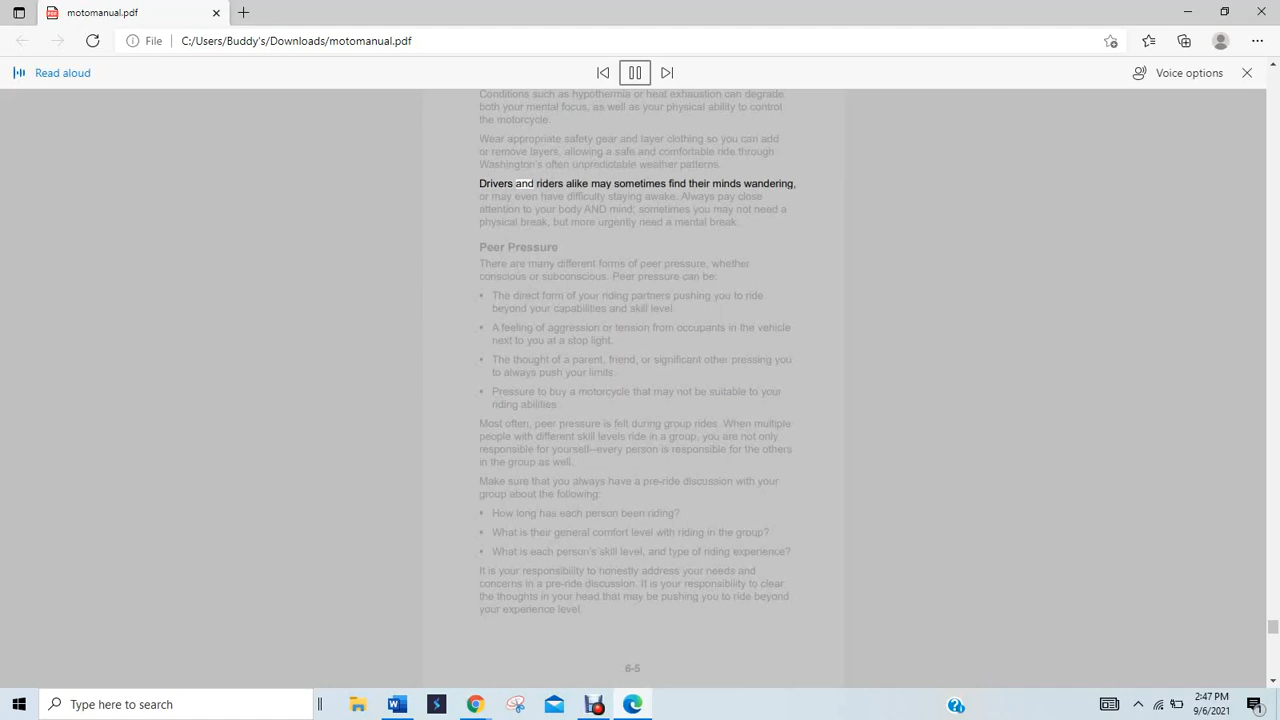 motomanual.pdf
File
C:/Users/Buddy's/Downloads/motomanual.pdf
Read aloud
Voice options
Conditions such as hypothermia or heat exhaustion can degrade
both your mental focus, as well as your physical ability to control
the motorcycle.
Wear appropriate safety gear and layer clothing so you can add
or remove layers, allowing a safe and comfortable ride through
Washington's often unpredictable weather patterns.
Drivers and riders alike may sometimes find their minds wandering,
or may even have difficulty staying awake. Always pay close
attention to your body AND mind; sometimes you may not need a
physical break, but more urgently need a mental break.
Peer Pressure
There are many different forms of peer pressure, whether
conscious or subconscious. Peer pressure can be:
• The direct form of your riding partners pushing you to ride
beyond your capabilities and skill level.
• A feeling of aggression or tension from occupants in the vehicle
next to you at a stop light.
• The thought of a parent, friend, or significant other pressing you
to always push your limits.
• Pressure to buy a motorcycle that may not be suitable to your
riding abilities.
Most often, peer pressure is felt during group rides. When multiple
people with different skill levels ride in a group, you are not only
responsible for yourself--every person is responsible for the others
in the group as well.
Make sure that you always have a pre-ride discussion with your
group about the following:
• How long has each person been riding?
• What is their general comfort level with riding in the group?
• What is each person's skill level, and type of riding experience?
It is your responsibility to honestly address your needs and
concerns in a pre-ride discussion. It is your responsibility to clear
the thoughts in your head that may be pushing you to ride beyond
your experience level.
6-5
Type here to search
2:47 PM
9/6/2021